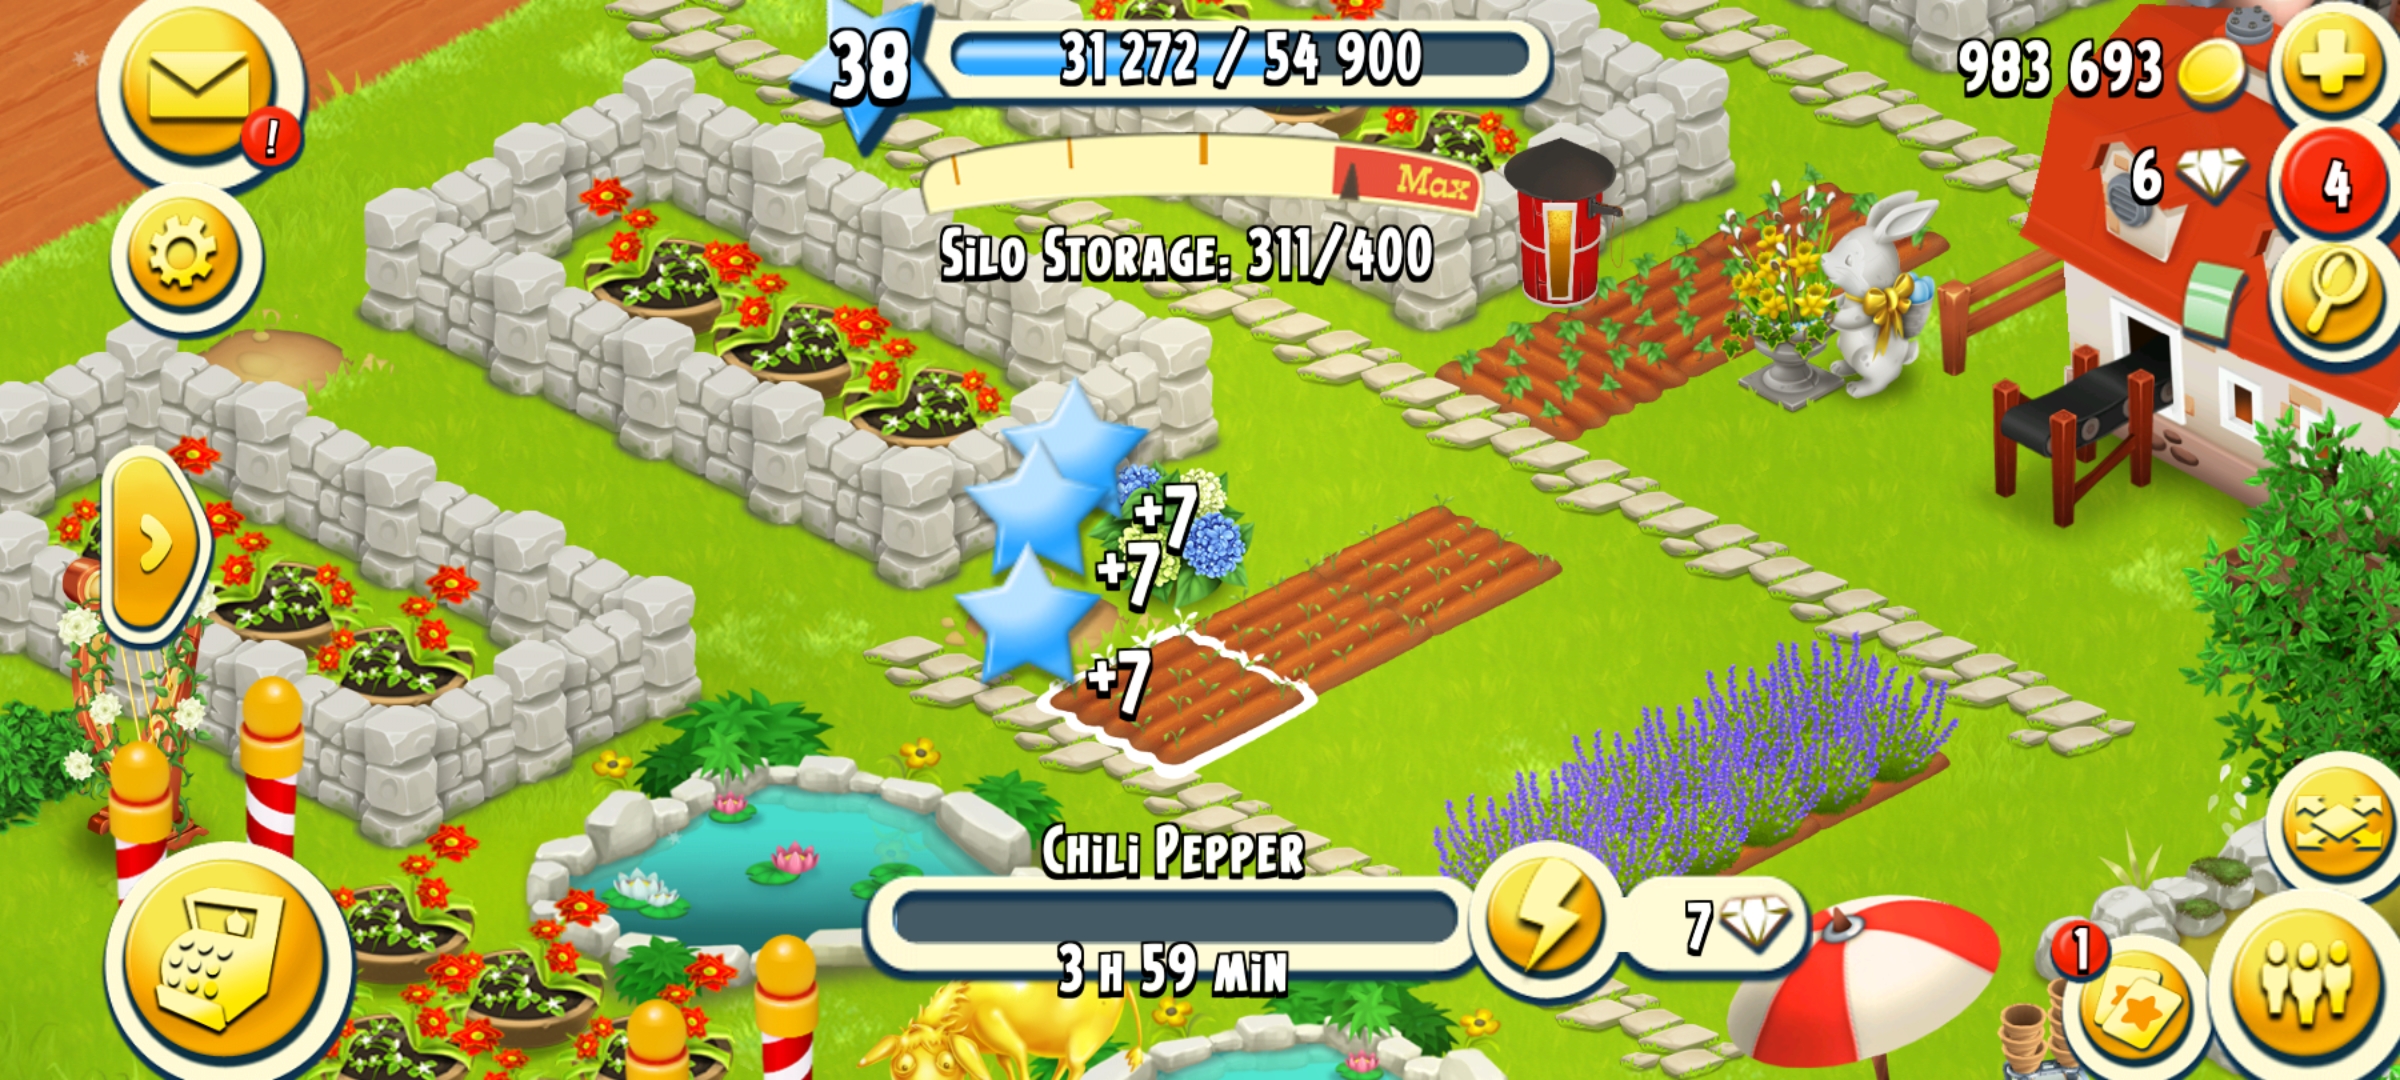 38
31 272 / 54 900
983 693
!
Max
6
4
Silo Storage: 311/400
+7
+7
+7
Chili Pepper
7
3 h 59 min
1